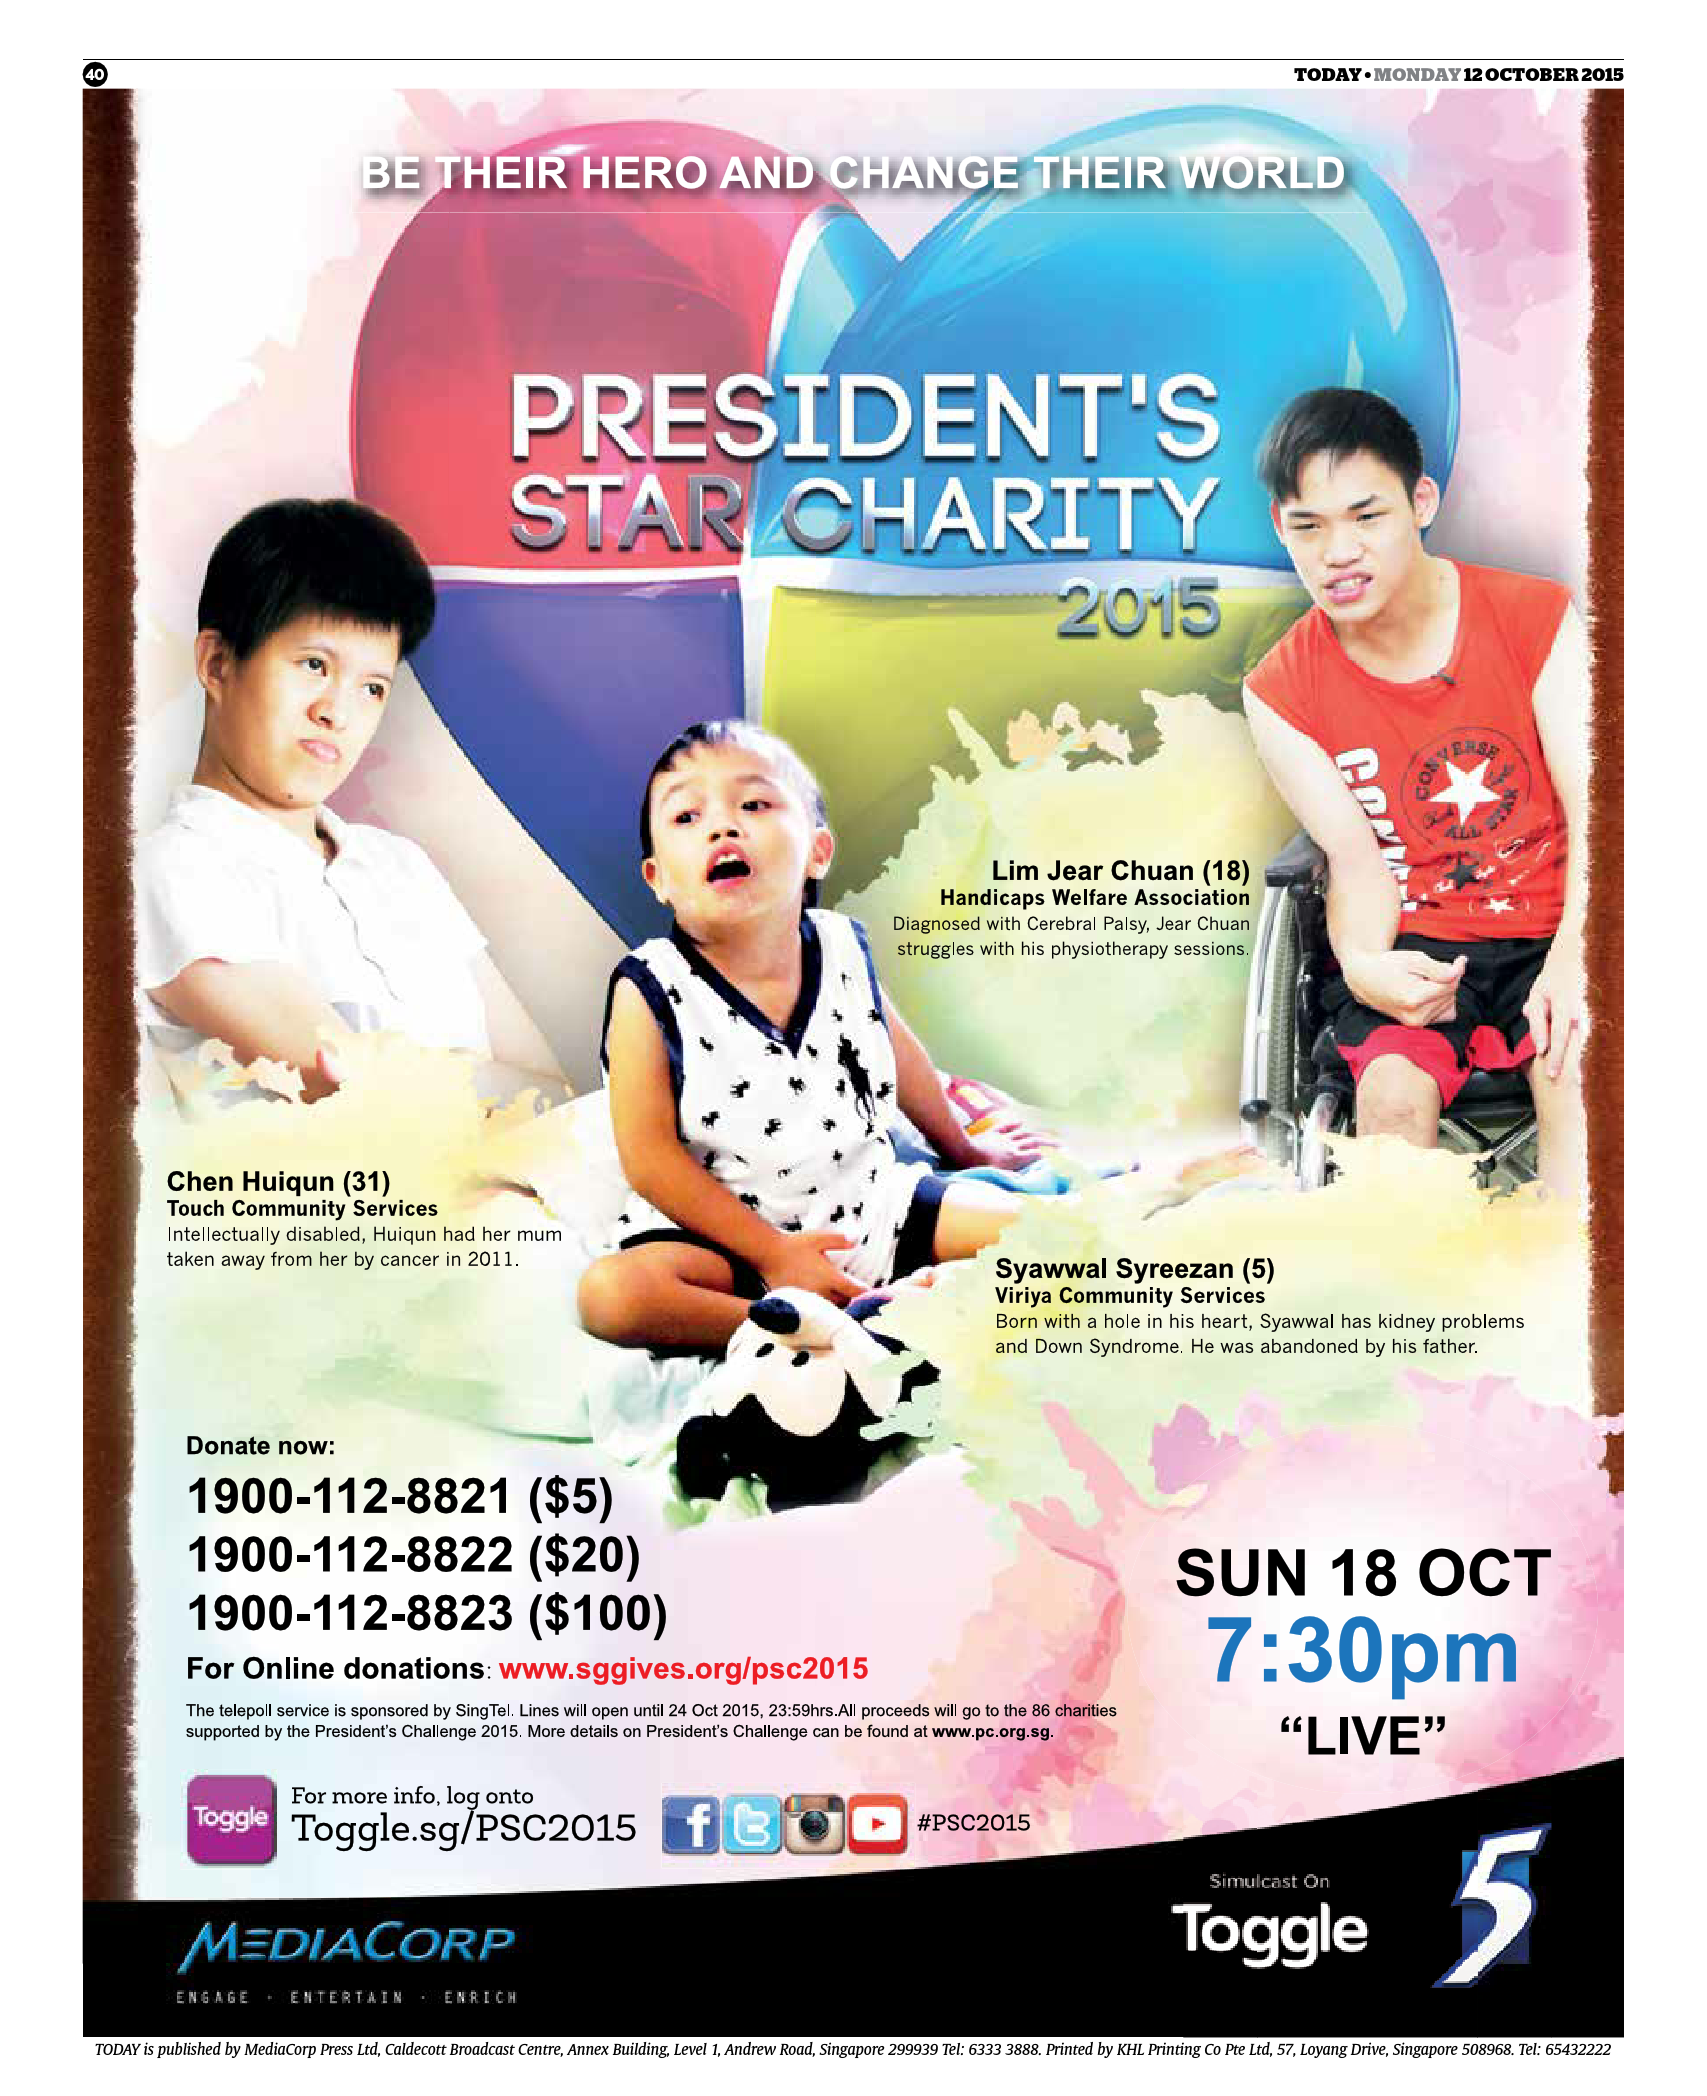 40
TODAY • MONDAY 12 OCTOBER 2015
BE THEIR HERO AND CHANGE THEIR WORLD
PRESIDENT'S
STAR CHARITY
2015
CONVERSE
ALL STAR
Lim Jear Chuan (18)
Handicaps Welfare Association
Diagnosed with Cerebral Palsy, Jear Chuan
struggles with his physiotherapy sessions.
Chen Huiqun (31)
Touch Community Services
Intellectually disabled, Huiqun had her mum
taken away from her by cancer in 2011.
Syawwal Syreezan (5)
Viriya Community Services
Born with a hole in his heart, Syawwal has kidney problems
and Down Syndrome. He was abandoned by his father.
Donate now:
1900-112-8821 ($5)
1900-112-8822 ($20)
1900-112-8823 ($100)
For Online donations: www.sggives.org/psc2015
The telepoll service is sponsored by SingTel. Lines will open until 24 Oct 2015, 23:59hrs.All proceeds will go to the 86 charities
supported by the President's Challenge 2015. More details on President's Challenge can be found at www.pc.org.sg.
SUN 18 OCT
7:30pm
“LIVE”
Toggle
For more info, log onto
Toggle.sg/PSC2015
#PSC2015
Simulcast On
Toggle
5
MEDIACORP
ENGAGE · ENTERTAIN · ENRICH
TODAY is published by MediaCorp Press Ltd, Caldecott Broadcast Centre, Annex Building, Level 1, Andrew Road, Singapore 299939 Tel: 6333 3888. Printed by KHL Printing Co Pte Ltd, 57, Loyang Drive, Singapore 508968. Tel: 65432222